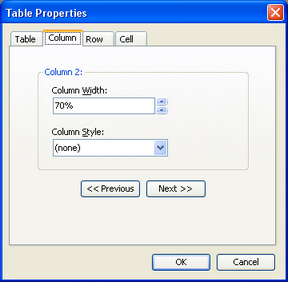 Table Properties
Table Column Row Cell
Column 2:
Column Width:
70%
Column Style:
(none)
<< Previous Next >>
OK Cancel